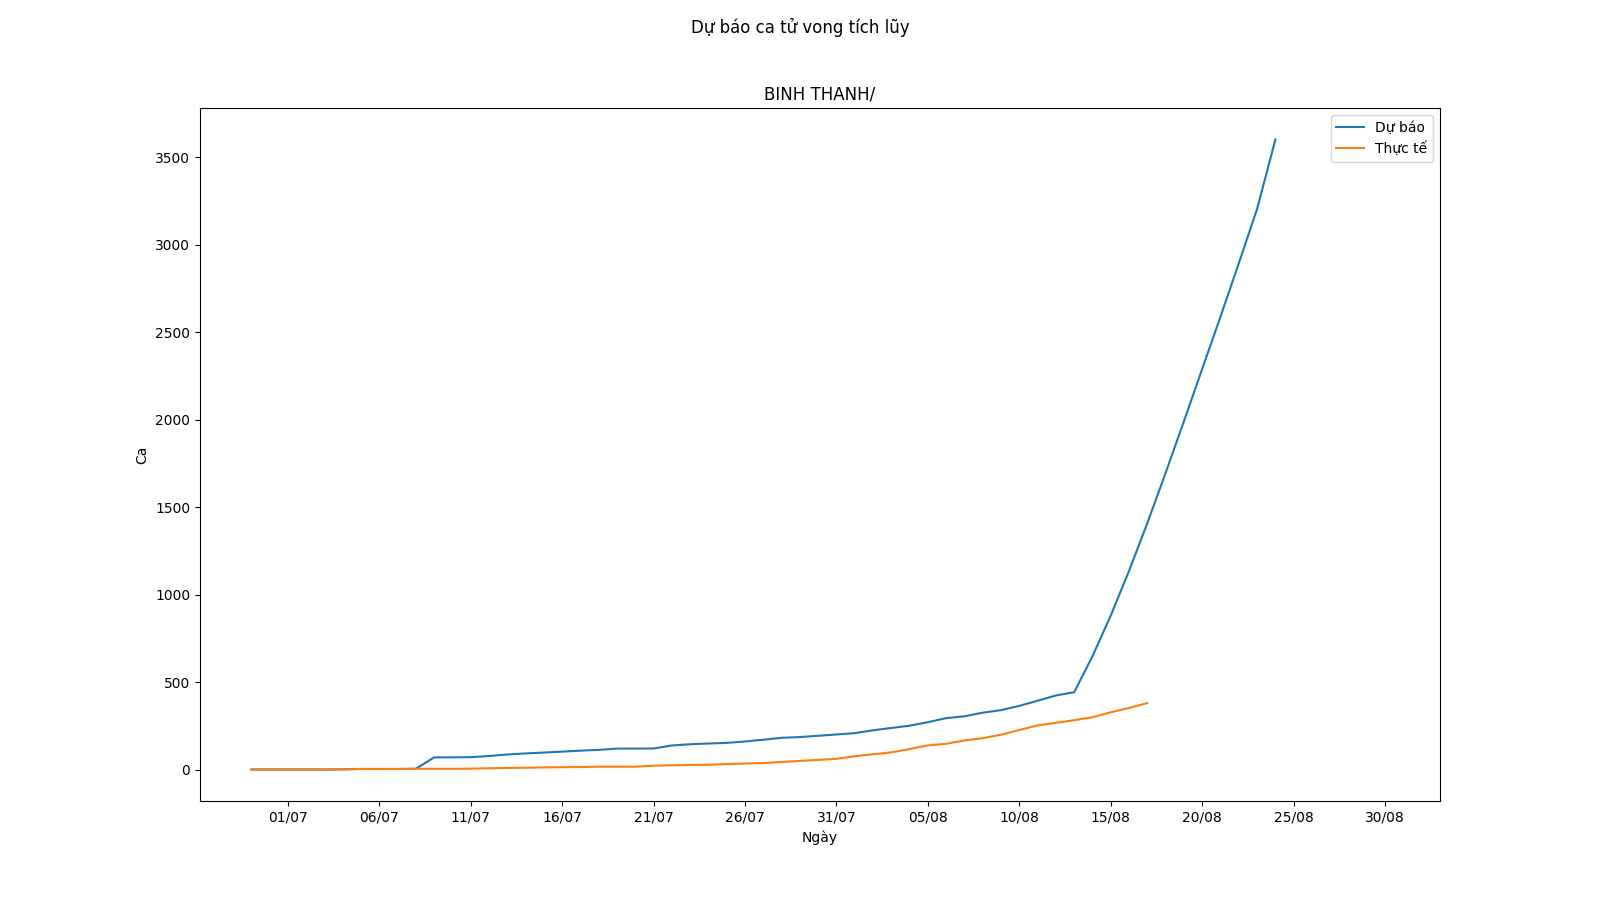 Dự báo ca tử vong tích lũy
BINH THANH/
Dự báo
Thực tế
3500
3000
2500
2000
1500
1000
500
0
Ca
01/07 06/07 11/07 16/07 21/07 26/07 31/07 05/08 10/08 15/08 20/08 25/08 30/08
Ngày